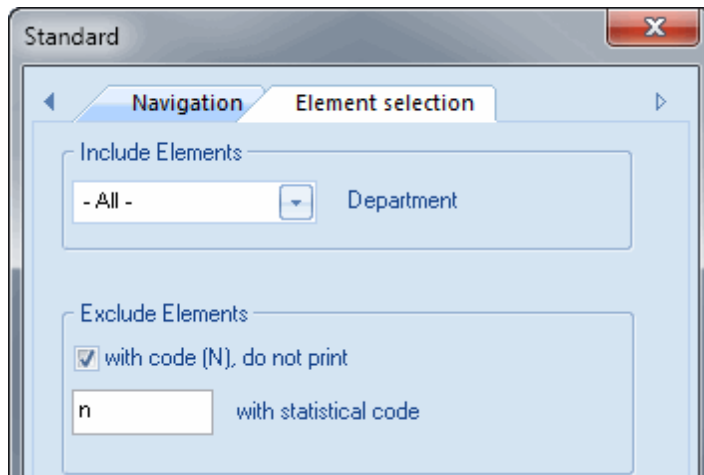 Standard
Navigation Element selection
Include Elements
- All - Department
Exclude Elements
with code (N), do not print
n with statistical code